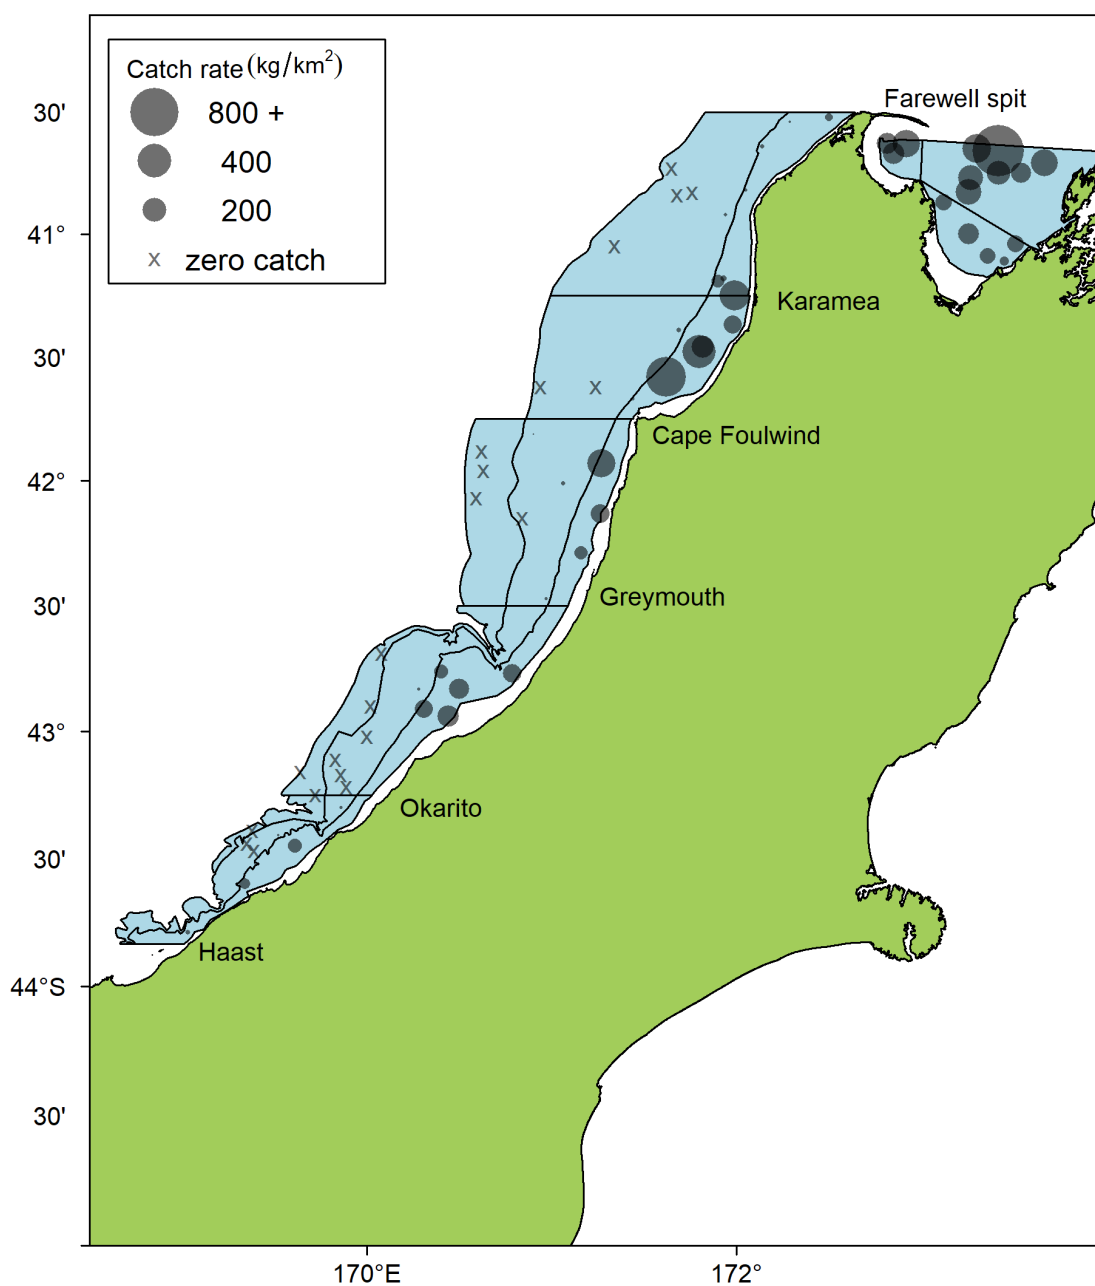 Catch rate (kg/km²)
800 +
400
200
x zero catch
Farewell spit
30'
41°
Karamea
30'
Cape Foulwind
42°
Greymouth
30'
43°
Okarito
30'
Haast
44°S
30'
170°E 172°